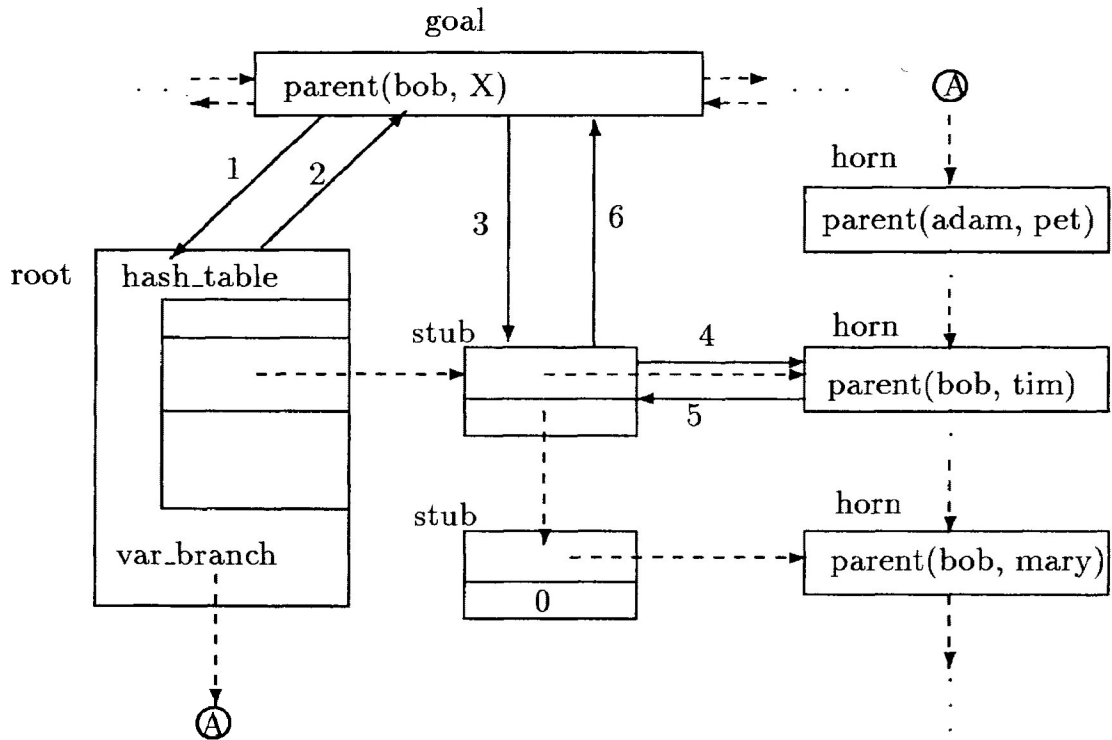 goal
parent(bob, X)
. . .
. . . .
A
1
2
3
6
horn
parent(adam, pet)
root
hash_table
stub
4
horn
parent(bob, tim)
5
stub
horn
parent(bob, mary)
var_branch
0
A